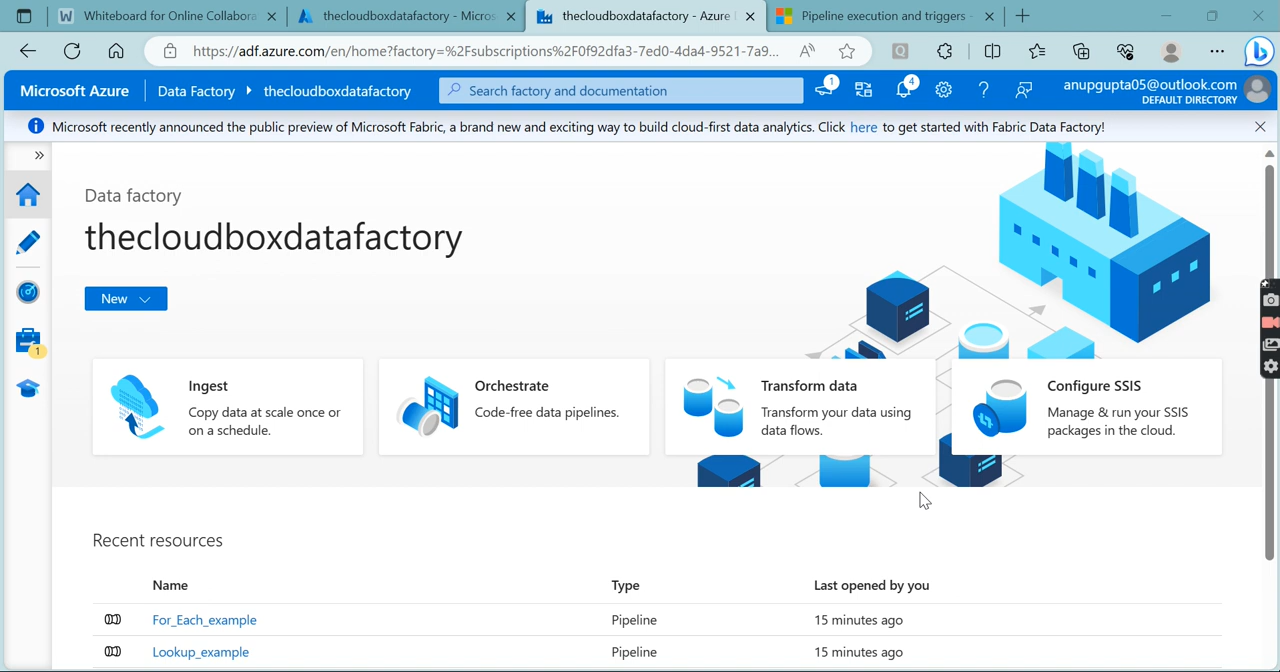 Whiteboard for Online Collabora
thecloudboxdatafactory - Micros
thecloudboxdatafactory - Azure
Pipeline execution and triggers -
https://adf.azure.com/en/home?factory=%2Fsubscriptions%2F0f92dfa3-7ed0-4da4-9521-7a9...
Microsoft Azure
Data Factory
thecloudboxdatafactory
Search factory and documentation
1
4
anupgupta05@outlook.com
DEFAULT DIRECTORY
Microsoft recently announced the public preview of Microsoft Fabric, a brand new and exciting way to build cloud-first data analytics. Click here to get started with Fabric Data Factory!
Data factory
thecloudboxdatafactory
New
1
Ingest
Copy data at scale once or
on a schedule.
Orchestrate
Code-free data pipelines.
Transform data
Transform your data using
data flows.
Configure SSIS
Manage & run your SSIS
packages in the cloud.
Recent resources
Name Type Last opened by you
For_Each_example Pipeline 15 minutes ago
Lookup_example Pipeline 15 minutes ago